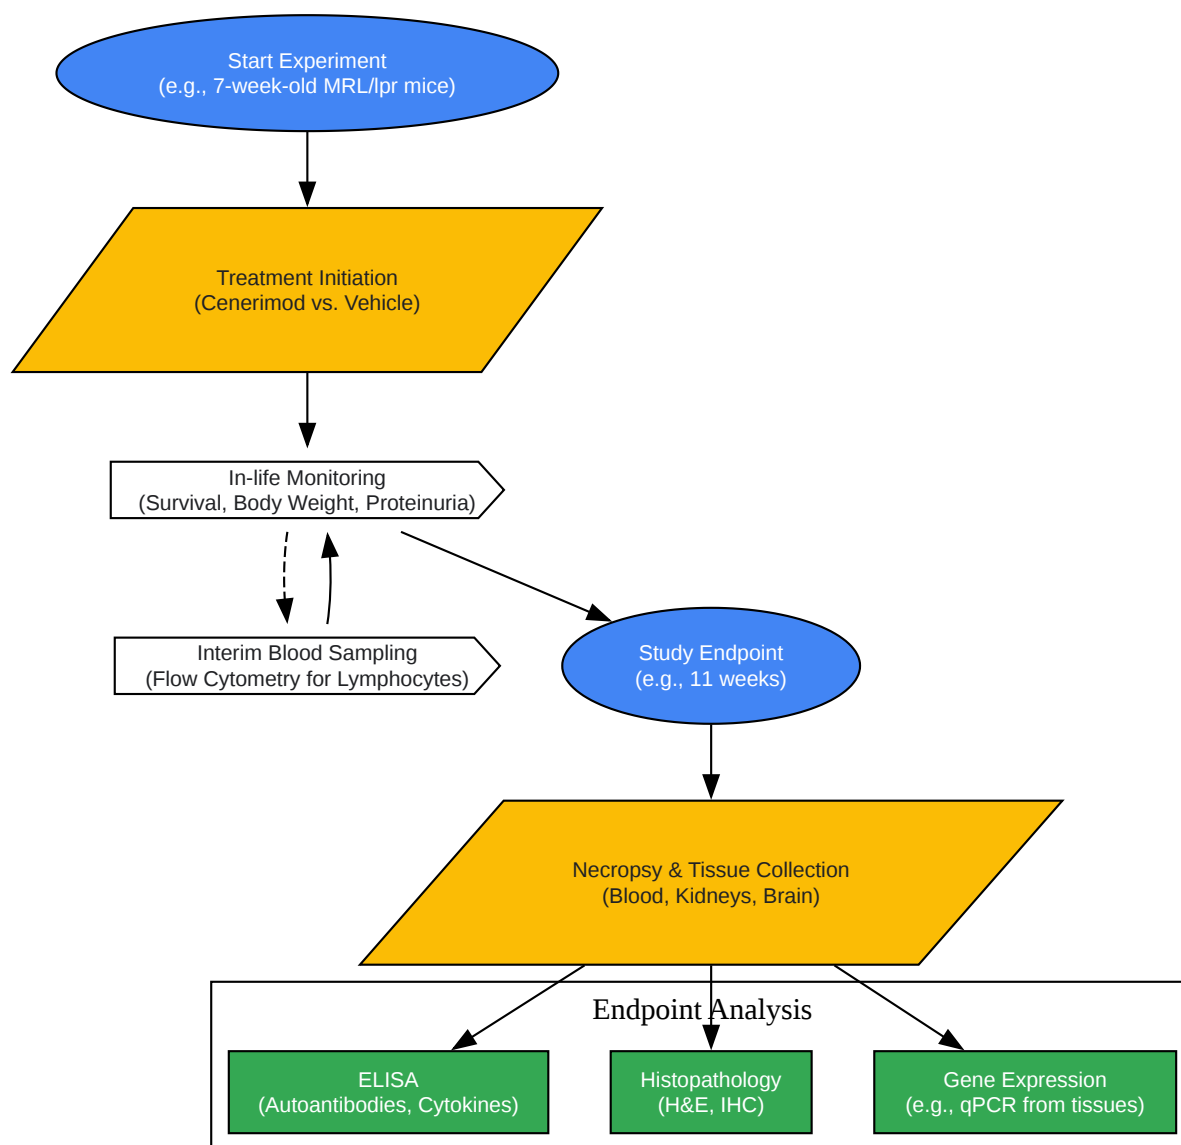 Start Experiment
(e.g., 7-week-old MRL/lpr mice)
Treatment Initiation
(Cenerimod vs. Vehicle)
In-life Monitoring
(Survival, Body Weight, Proteinuria)
Interim Blood Sampling
(Flow Cytometry for Lymphocytes)
Study Endpoint
(e.g., 11 weeks)
Necropsy & Tissue Collection
(Blood, Kidneys, Brain)
Endpoint Analysis
ELISA
(Autoantibodies, Cytokines)
Histopathology
(H&E, IHC)
Gene Expression
(e.g., qPCR from tissues)